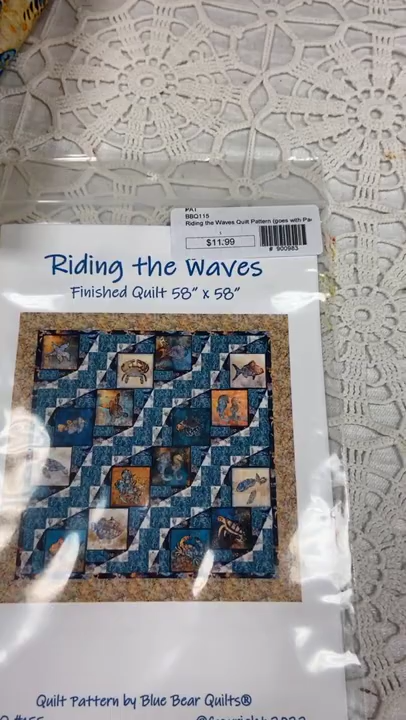 PAT
BBQ115
Riding the Waves Quilt Pattern (goes with
$11.99
# 900983
Riding the Waves
Finished Quilt 58" x 58"
Quilt Pattern by Blue Bear Quilts®